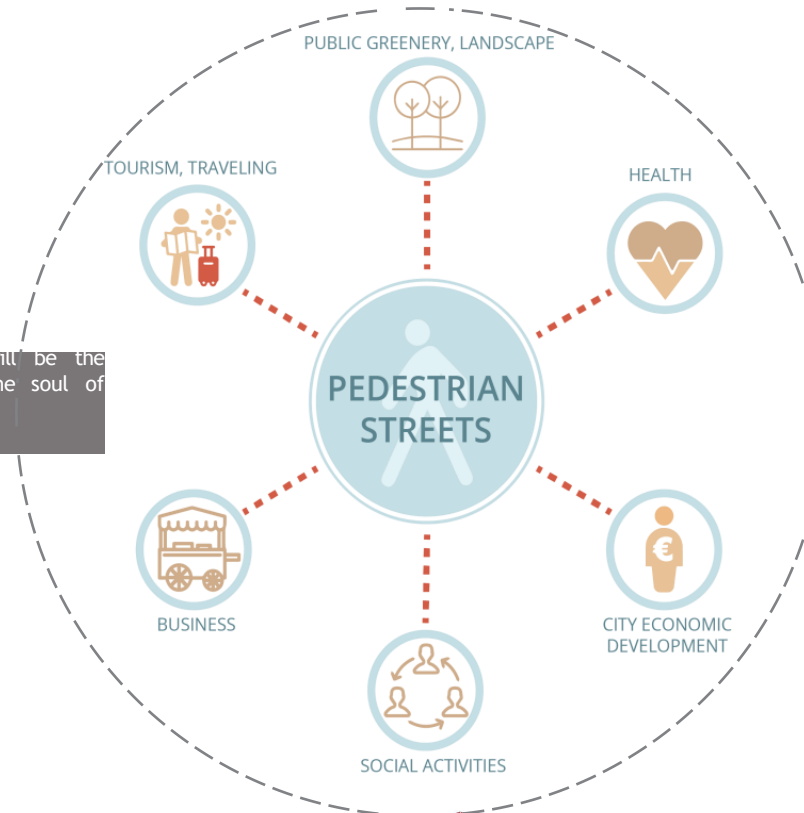 PUBLIC GREENERY, LANDSCAPE
TOURISM, TRAVELING
HEALTH
be the
soul of
PEDESTRIAN
STREETS
€
BUSINESS
CITY ECONOMIC
DEVELOPMENT
SOCIAL ACTIVITIES